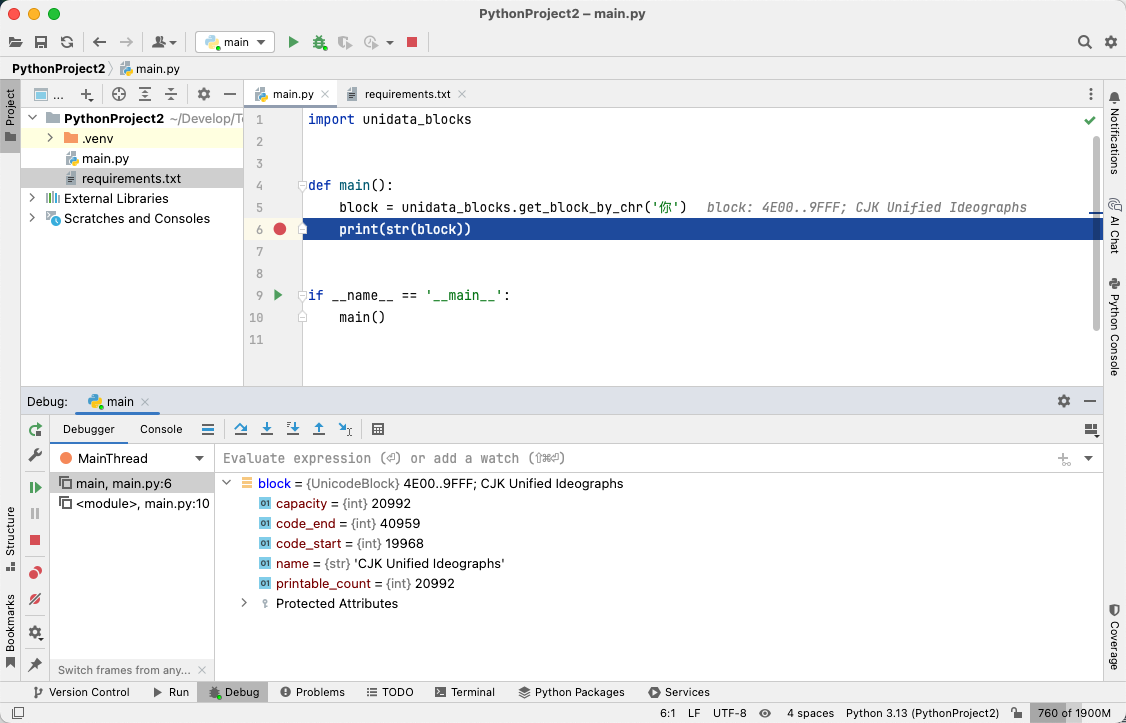 PythonProject2 – main.py
main
PythonProject2
main.py
Project
...
main.py
requirements.txt
PythonProject2 ~/Develop/Te
.venv
main.py
requirements.txt
External Libraries
Scratches and Consoles
1 import unidata_blocks
2
3
4 def main():
5 block = unidata_blocks.get_block_by_chr('你') block: 4E00..9FFF; CJK Unified Ideographs
6 print(str(block))
7
8
9 if __name__ == '__main__':
10 main()
11
Notifications
AI Chat
Python Console
Coverage
Debug: main
Debugger
Console
MainThread
Evaluate expression (⏎) or add a watch (⇧⌘⏎)
main, main.py:6
<module>, main.py:10
block = {UnicodeBlock} 4E00..9FFF; CJK Unified Ideographs
01 capacity = {int} 20992
01 code_end = {int} 40959
01 code_start = {int} 19968
01 name = {str} 'CJK Unified Ideographs'
01 printable_count = {int} 20992
Protected Attributes
Structure
Bookmarks
Switch frames from any...
Version Control
Run
Debug
Problems
TODO
Terminal
Python Packages
Services
6:1 LF UTF-8 4 spaces Python 3.13 (PythonProject2) 760 of 1900M